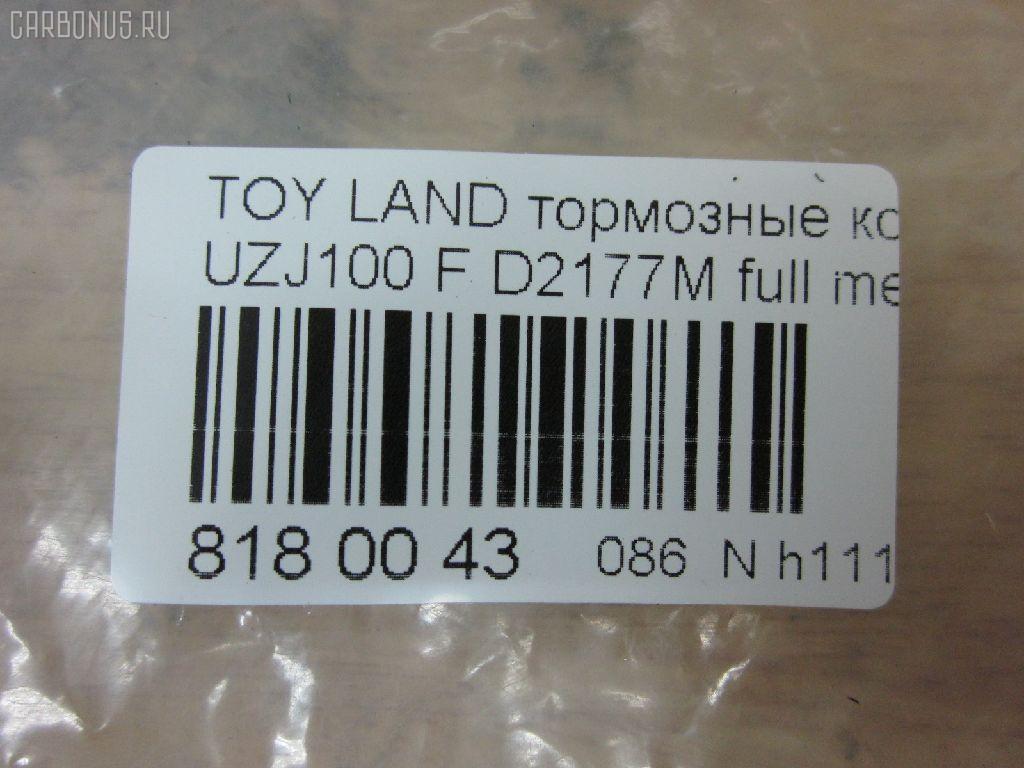 CARBONUS.RU
TOY LAND тормозные ко
UZJ100 F D2177M full me
818 00 43 086 N h111